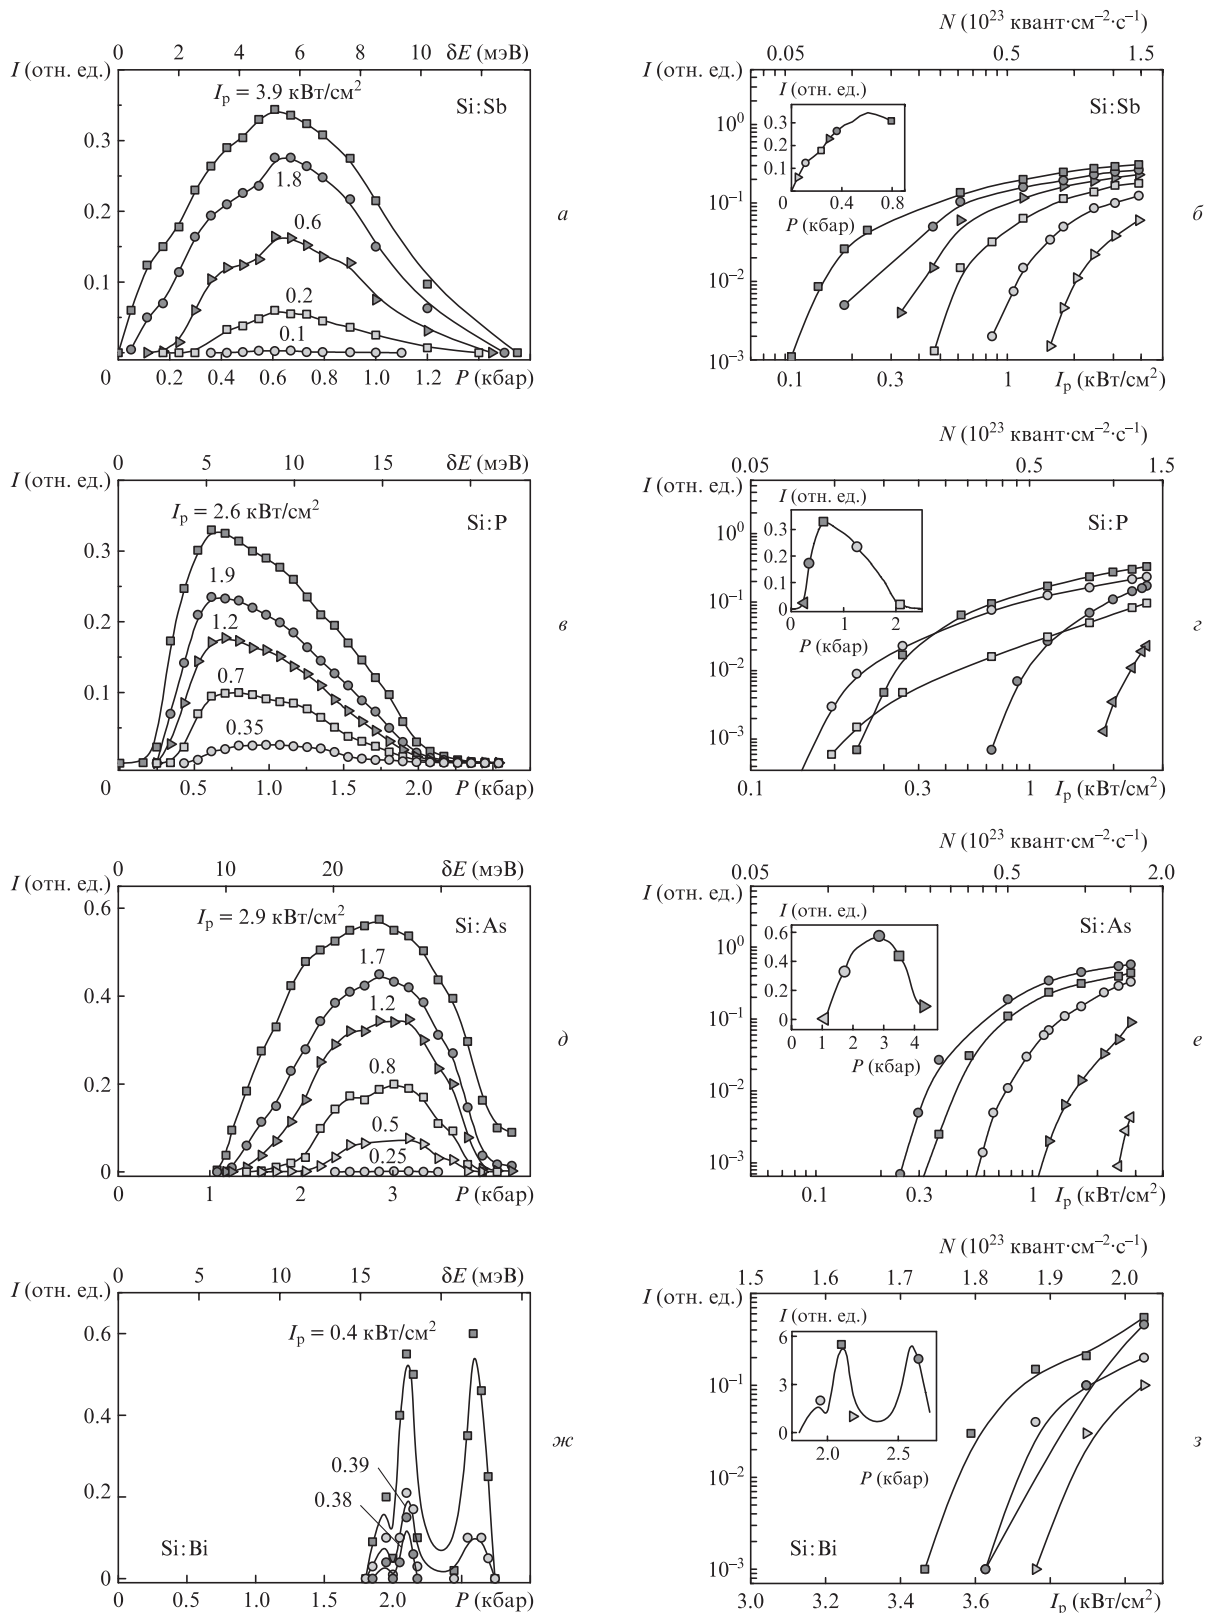 0 2 4 6 8 10 δE (мэВ)
I (отн. ед.)
Ip = 3.9 кВт/см²
Si:Sb
0.3
1.8
0.2
0.6
0.1
0.2
0.1
0 0.2 0.4 0.6 0.8 1.0 1.2 P (кбар)
а
N (10²³ квант·см⁻²·с⁻¹)
0.05 0.5 1.5
I (отн. ед.)
10⁰
10⁻¹
10⁻²
10⁻³
Si:Sb
I (отн. ед.)
0.3
0.2
0.1
0.4 0.8
P (кбар)
0.1 0.3 1 Ip (кВт/см²)
б
0 5 10 15 δE (мэВ)
I (отн. ед.)
Ip = 2.6 кВт/см²
Si:P
0.3
1.9
0.2
1.2
0.7
0.1
0.35
0 0.5 1.0 1.5 2.0 P (кбар)
в
N (10²³ квант·см⁻²·с⁻¹)
0.05 0.5 1.5
I (отн. ед.)
10⁰
10⁻¹
10⁻²
10⁻³
Si:P
I (отн. ед.)
0.3
0.2
0.1
0
0 1 2
P (кбар)
0.1 0.3 1 Ip (кВт/см²)
г
0 10 20 δE (мэВ)
I (отн. ед.)
0.6
Ip = 2.9 кВт/см²
Si:As
1.7
0.4
1.2
0.8
0.2
0.5
0.25
0
0 1 2 3 P (кбар)
д
N (10²³ квант·см⁻²·с⁻¹)
0.05 0.5 2.0
I (отн. ед.)
10⁰
10⁻¹
10⁻²
10⁻³
Si:As
I (отн. ед.)
0.6
0.4
0.2
0
0 1 2 3 4
P (кбар)
0.1 0.3 1 Ip (кВт/см²)
е
0 5 10 15 δE (мэВ)
I (отн. ед.)
0.6
Ip = 0.4 кВт/см²
0.4
0.39
0.2
0.38
Si:Bi
0
0 0.5 1.0 1.5 2.0 P (кбар)
ж
N (10²³ квант·см⁻²·с⁻¹)
1.5 1.6 1.7 1.8 1.9 2.0
I (отн. ед.)
10⁻¹
10⁻²
10⁻³
I (отн. ед.)
6
3
0
2.0 2.5
P (кбар)
Si:Bi
3.0 3.2 3.4 3.6 Ip (кВт/см²)
з